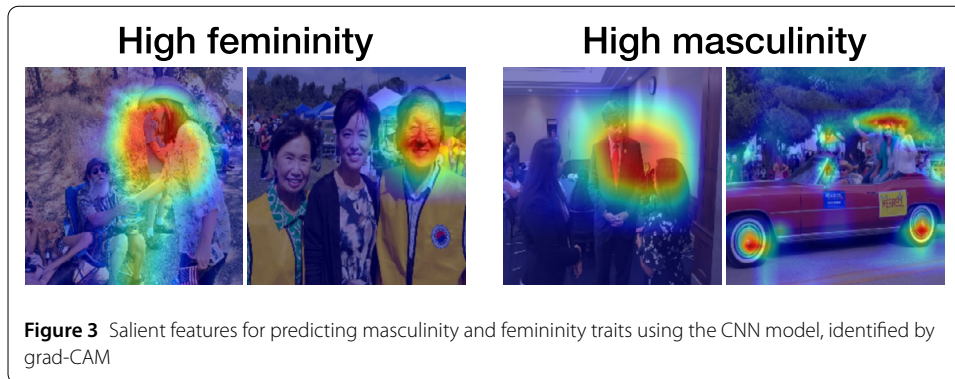 High femininity
High masculinity
Figure 3 Salient features for predicting masculinity and femininity traits using the CNN model, identified by
grad-CAM